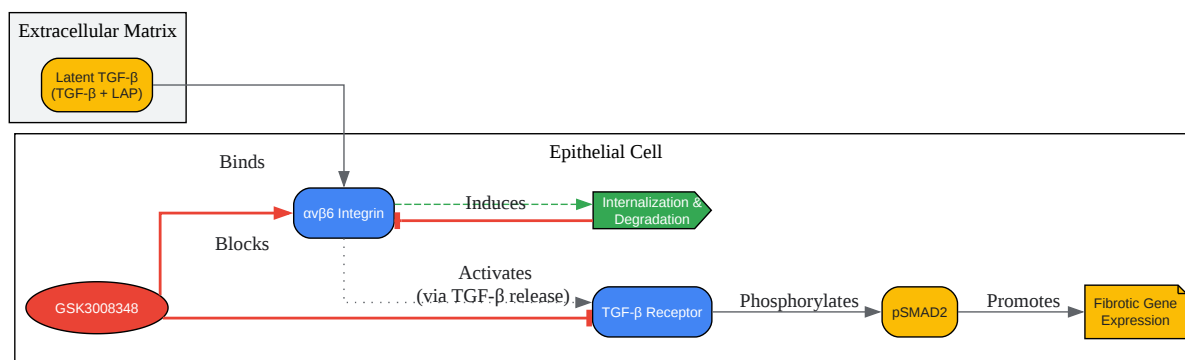 Extracellular Matrix
Latent TGF-β
(TGF-β + LAP)
Epithelial Cell
Binds
αvβ6 Integrin
Induces
Internalization &
Degradation
Blocks
Activates
(via TGF-β release)
GSK3008348
TGF-β Receptor
Phosphorylates
pSMAD2
Promotes
Fibrotic Gene
Expression